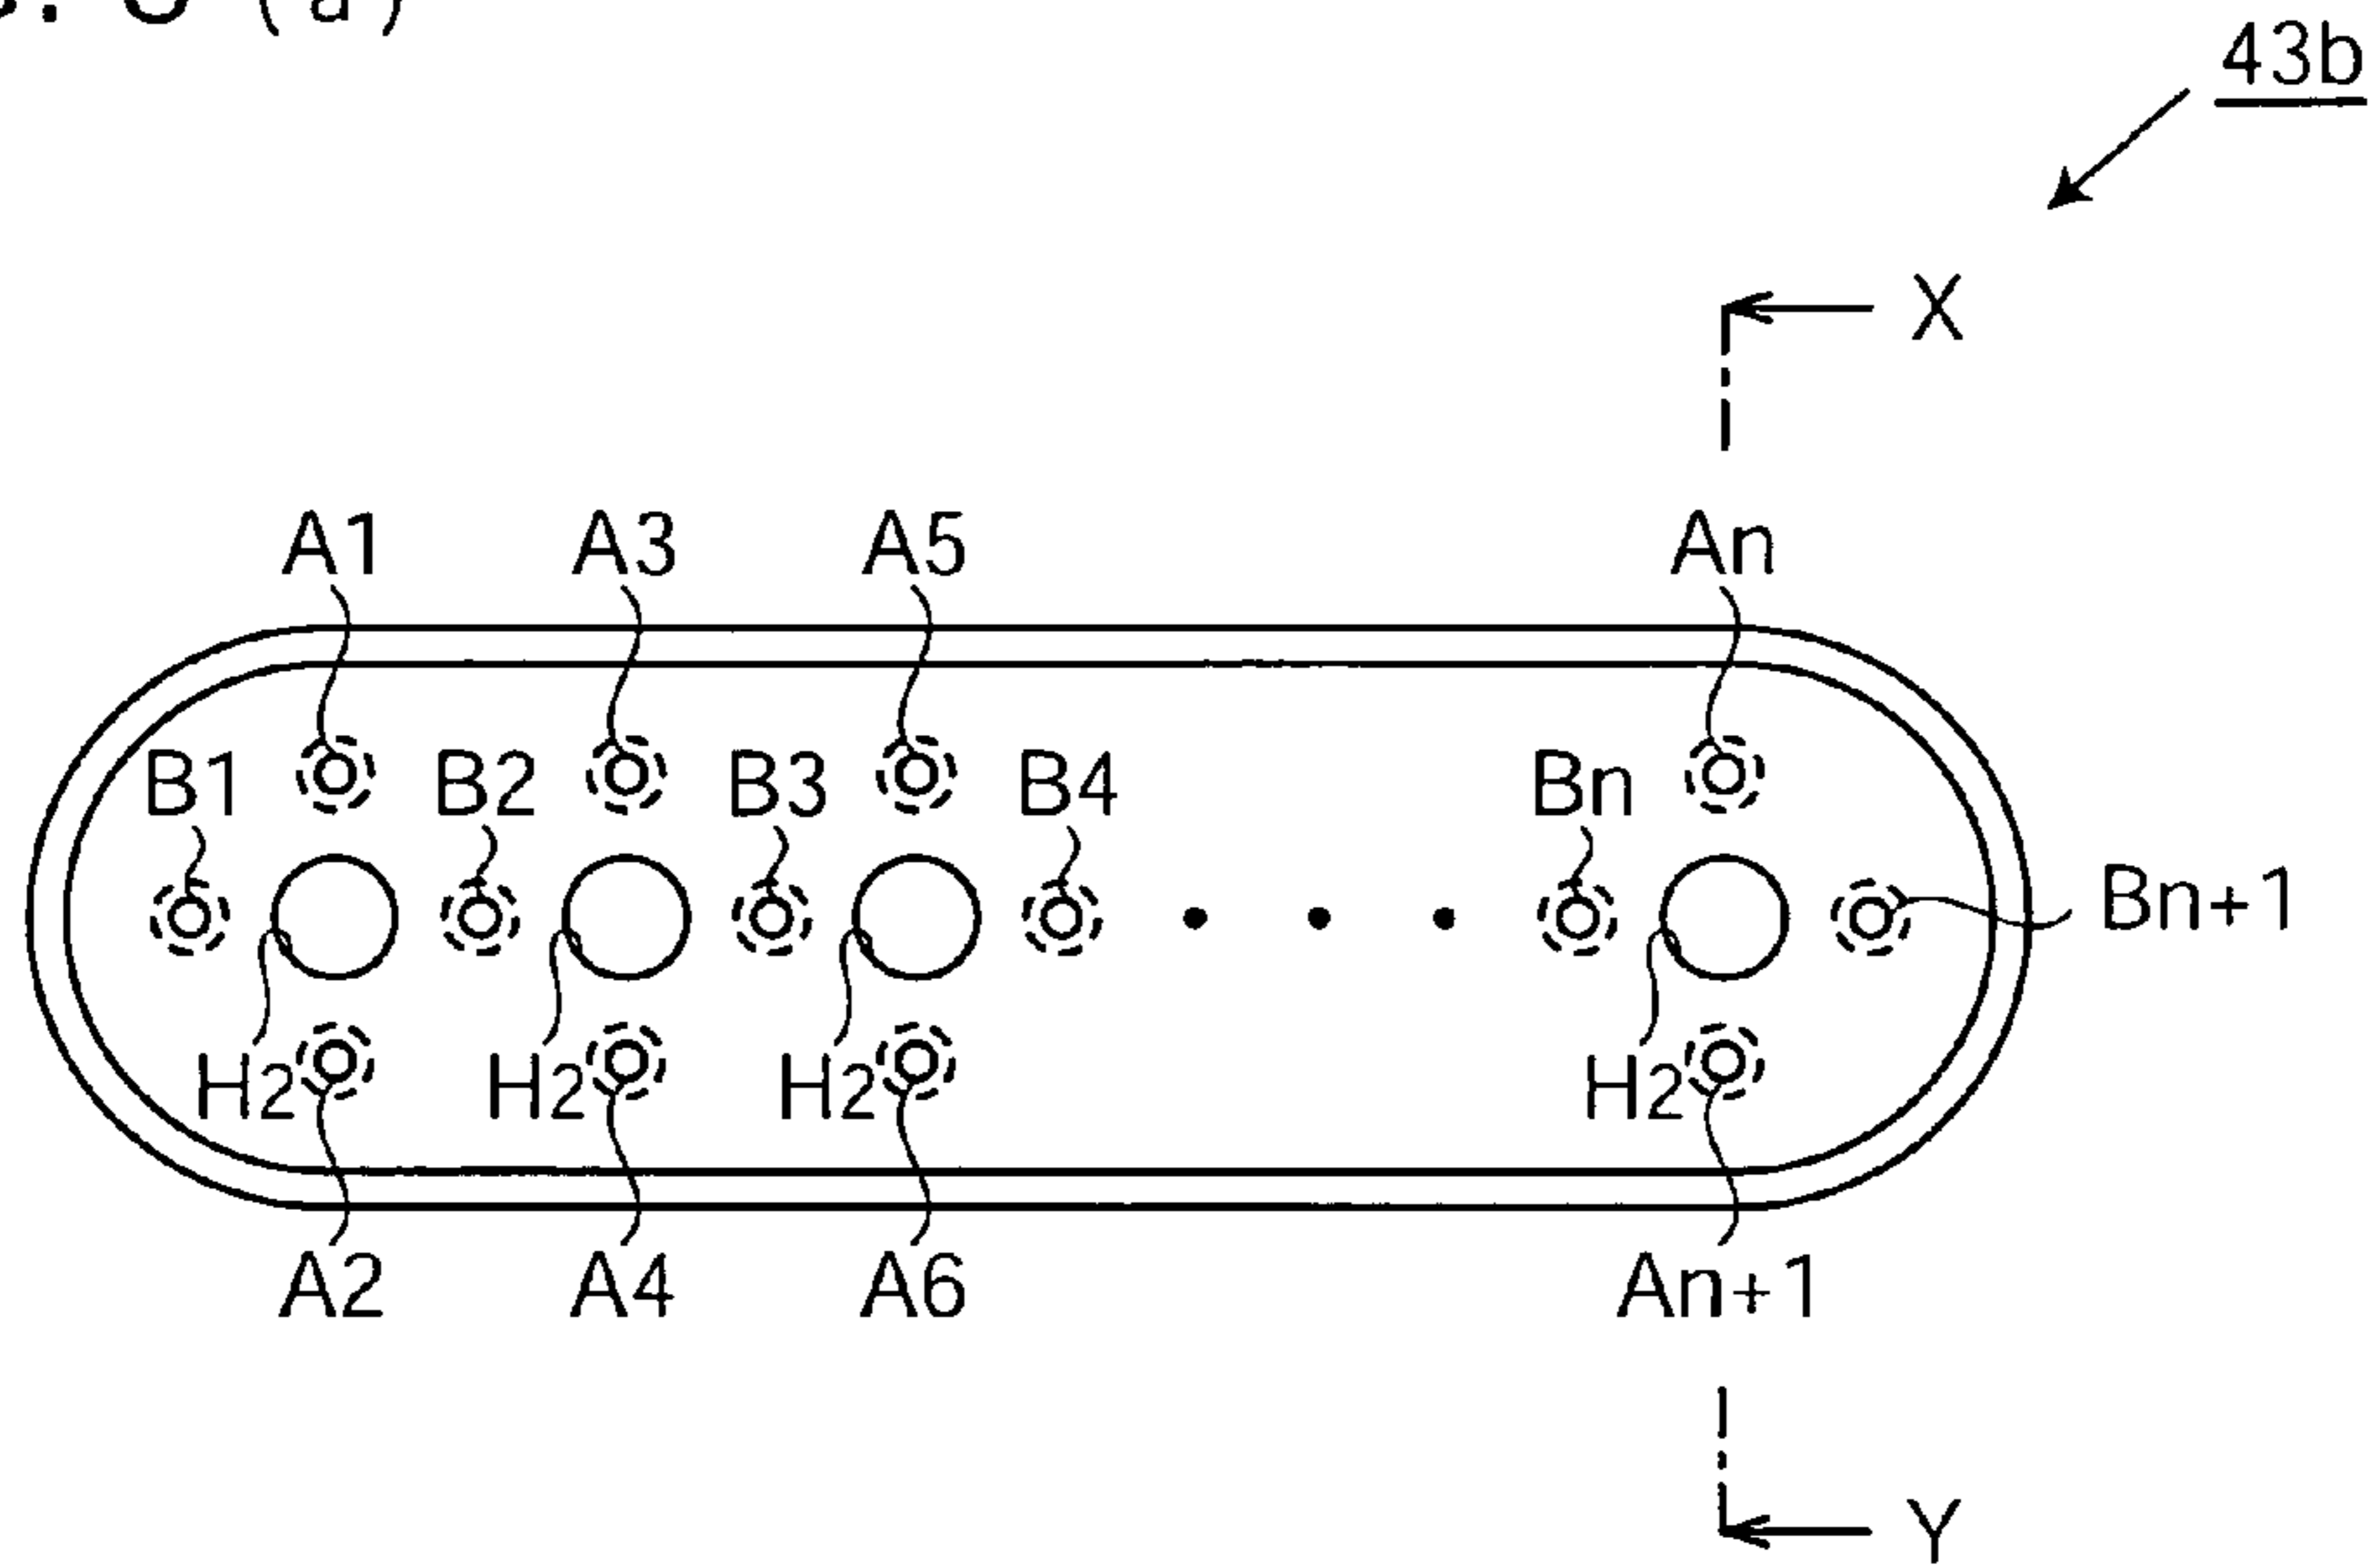 (a)
43b
X
A1 A3 A5 An
B1 B2 B3 B4 Bn
Bn+1
H2 H2 H2 H2
A2 A4 A6 An+1
Y